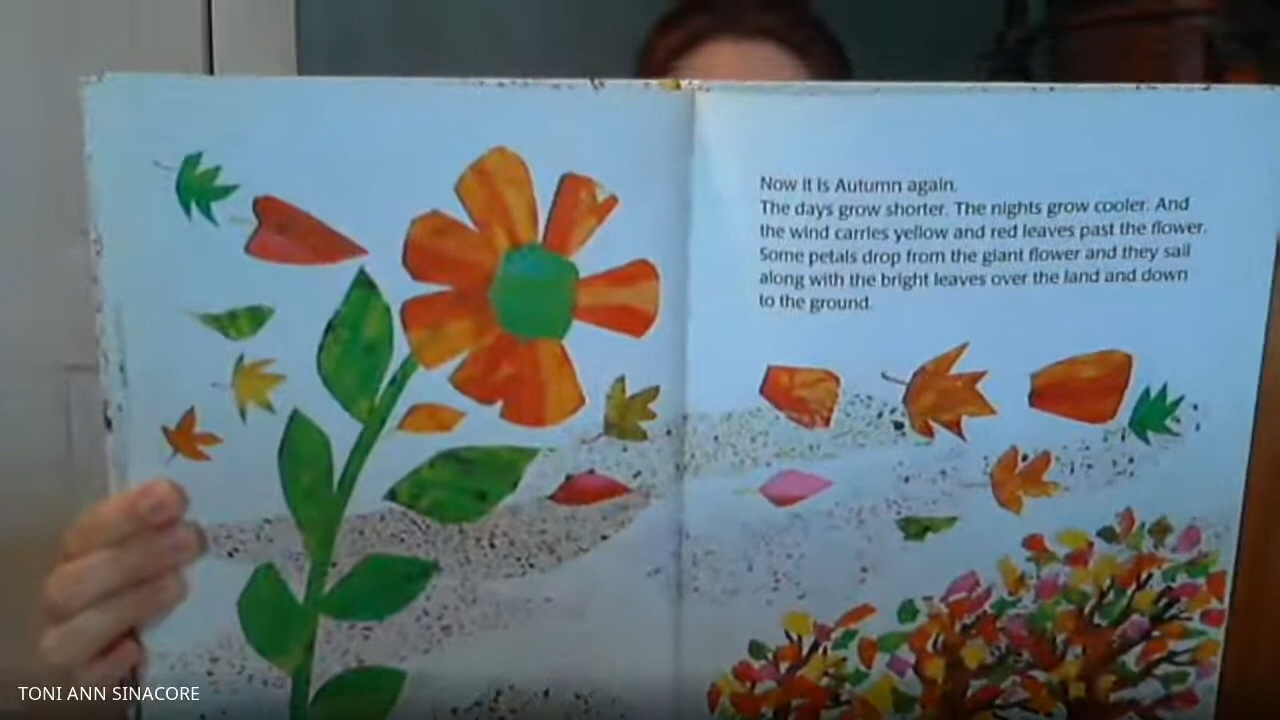 Now it is Autumn again.
The days grow shorter. The nights grow cooler. And
the wind carries yellow and red leaves past the flower.
Some petals drop from the giant flower and they sail
along with the bright leaves over the land and down
to the ground.
TONI ANN SINACORE